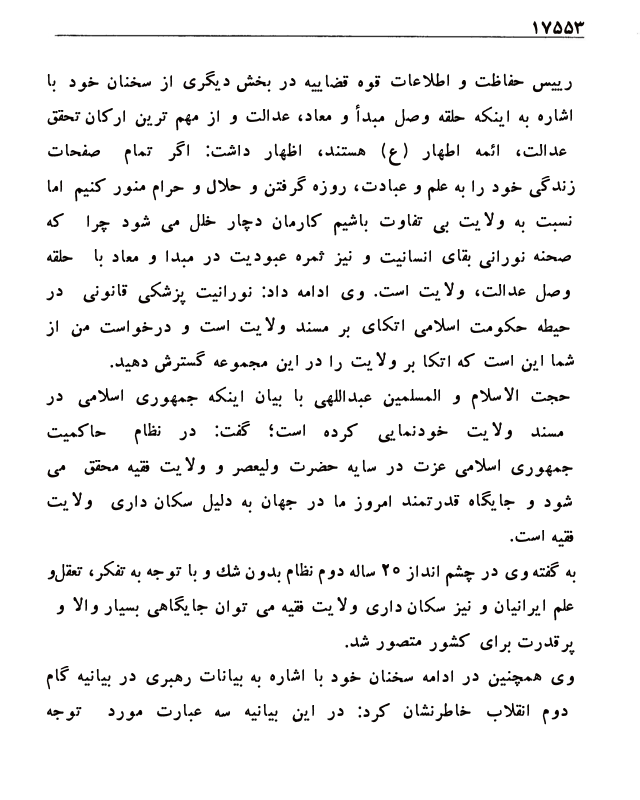 ۱۷۵۵۳
رییس حفاظت و اطلاعات قوه قضاییه در بخش دیگری از سخنان خود با
اشاره به اینکه حلقه وصل مبدأ و معاد، عدالت و از مهم ترین ارکان تحقق
عدالت، ائمه اطهار (ع) هستند، اظهار داشت: اگر تمام صفحات
زندگی خود را به علم و عبادت، روزه گرفتن و حلال و حرام منور کنیم اما
نسبت به ولایت بی تفاوت باشیم کارمان دچار خلل می شود چرا که
صحنه نورانی بقای انسانیت و نیز ثمره عبودیت در مبدا و معاد با حلقه
وصل عدالت، ولایت است. وی ادامه داد: نورانیت پزشکی قانونی در
حیطه حکومت اسلامی اتکای بر مسند ولایت است و درخواست من از
شما این است که اتکا بر ولایت را در این مجموعه گسترش دهید.
حجت الاسلام و المسلمین عبداللهی با بیان اینکه جمهوری اسلامی در
مسند ولایت خودنمایی کرده است؛ گفت: در نظام حاکمیت
جمهوری اسلامی عزت در سایه حضرت ولیعصر و ولایت فقیه محقق می
شود و جایگاه قدرتمند امروز ما در جهان به دلیل سکان داری ولایت
فقیه است.
به گفته وی در چشم انداز ۲۵ ساله دوم نظام بدون شك و با توجه به تفکر، تعقل و
علم ایرانیان و نیز سکان داری ولایت فقیه می توان جایگاهی بسیار والا و
پرقدرت برای کشور متصور شد.
وی همچنین در ادامه سخنان خود با اشاره به بیانات رهبری در بیانیه گام
دوم انقلاب خاطرنشان کرد: در این بیانیه سه عبارت مورد توجه